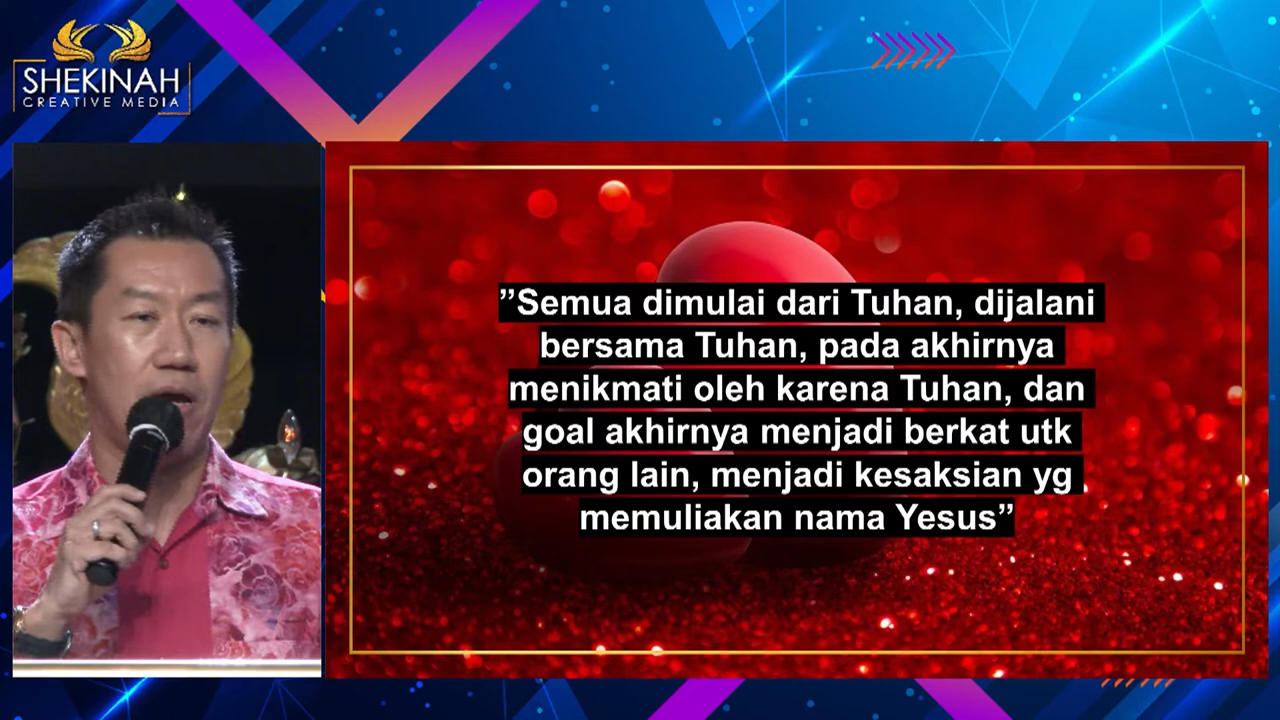 SHEKINAH
CREATIVE MEDIA
”Semua dimulai dari Tuhan, dijalani
bersama Tuhan, pada akhirnya
menikmati oleh karena Tuhan, dan
goal akhirnya menjadi berkat utk
orang lain, menjadi kesaksian yg
memuliakan nama Yesus”